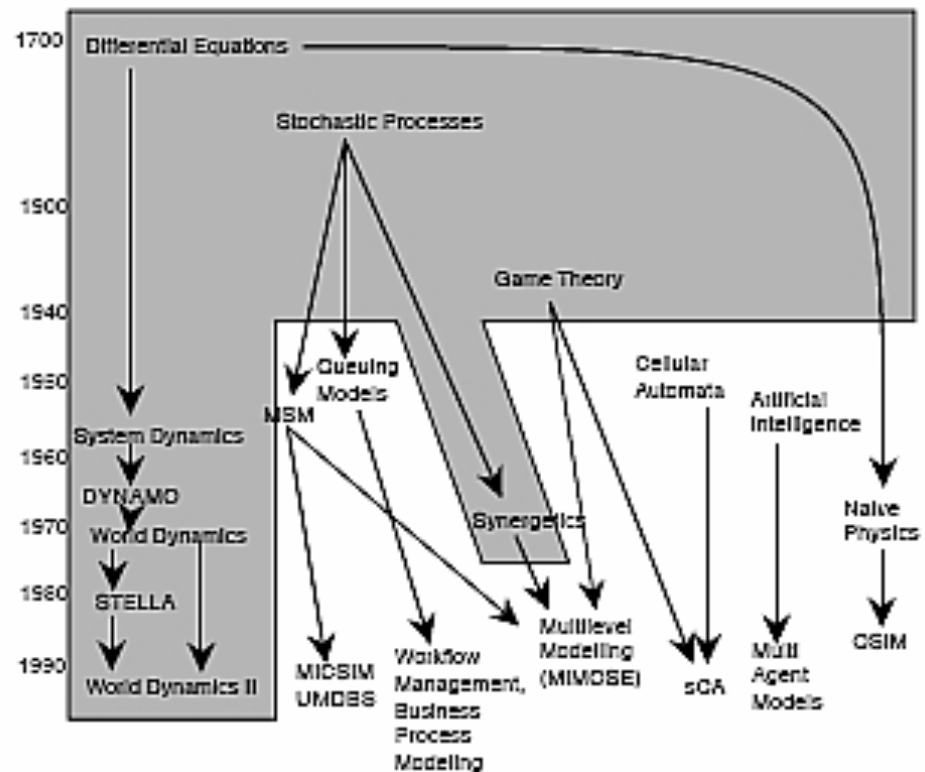 1700
Differential Equations
Stochastic Processes
1900
Game Theory
1940
Queuing
Models
Cellular
Automata
1950
MSM
Artificial
Intelligence
System Dynamics
1960
DYNAMO
Synergetics
Naive
Physics
1970
World Dynamics
1980
STELLA
Multilevel
Modelling
(MIMOSE)
QSIM
1990
World Dynamics II
MICSIM
UMDBS
Workflow
Management,
Business
Process
Modeling
sCA
Multi
Agent
Models